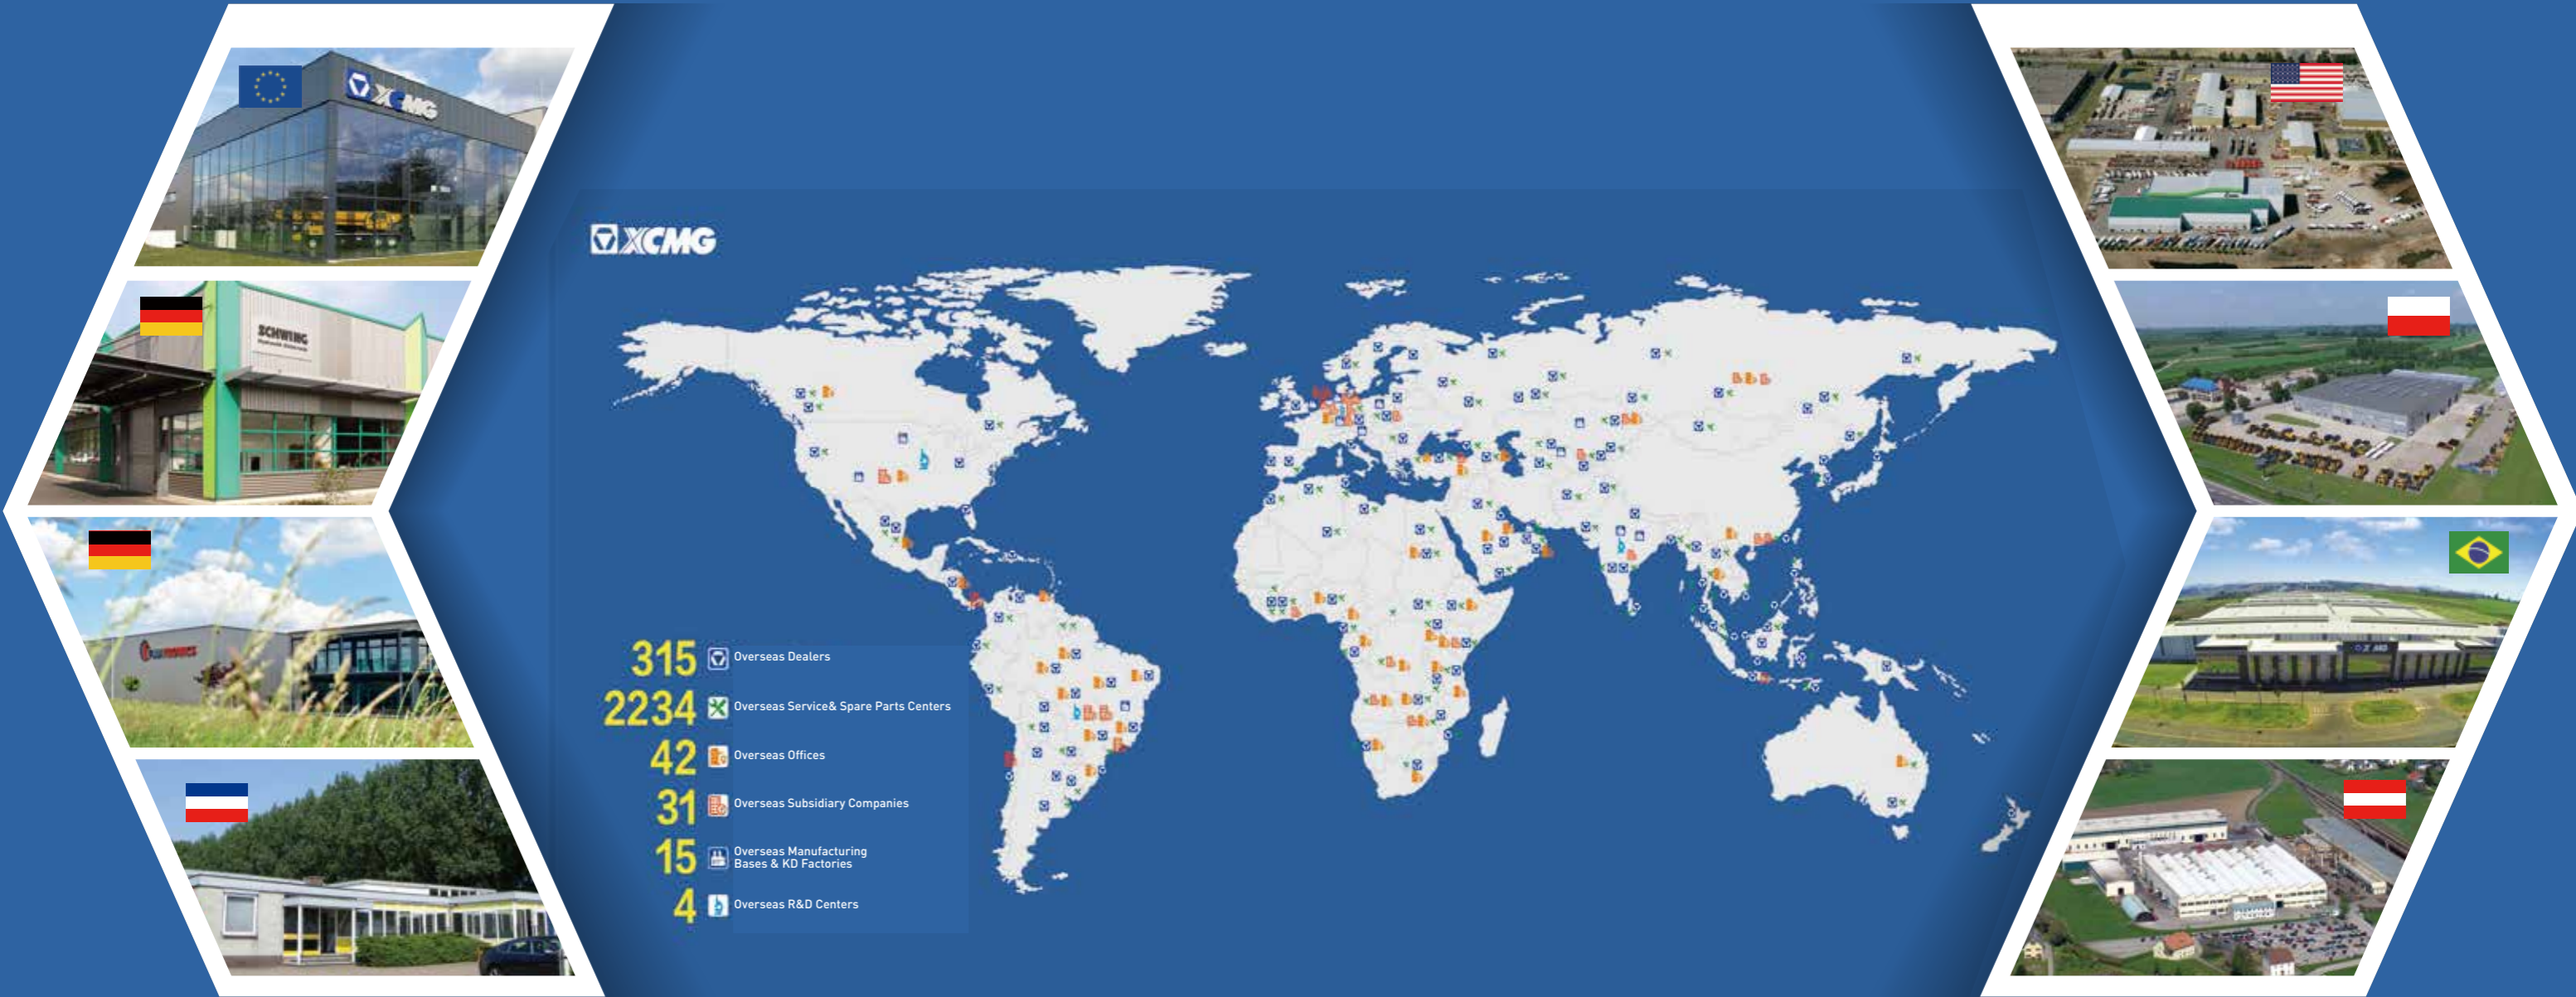 XCMG
SCHWING
XCMG
315 Overseas Dealers
2234 Overseas Service& Spare Parts Centers
42 Overseas Offices
31 Overseas Subsidiary Companies
15 Overseas Manufacturing
Bases & KD Factories
4 Overseas R&D Centers